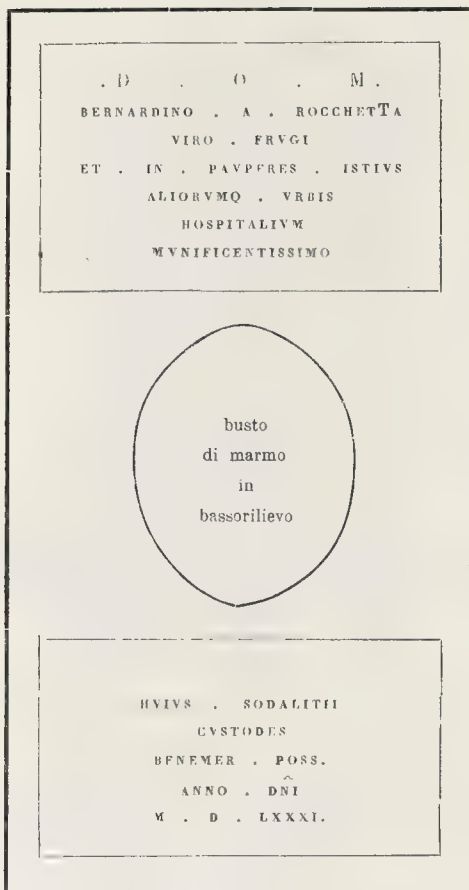 . D . O . M .
BERNARDINO . A . ROCCHETTA
VIRO . FRVGI
ET . IN . PAVPERES . ISTIVS
ALIORVMQ . VRBIS
HOSPITALIVM
MVNIFICENTISSIMO
busto
di marmo
in
bassorilievo
HVIVS . SODALITII
CVSTODES
BENEMER . POSS.
ANNO . DN̂I
M . D . LXXXI.